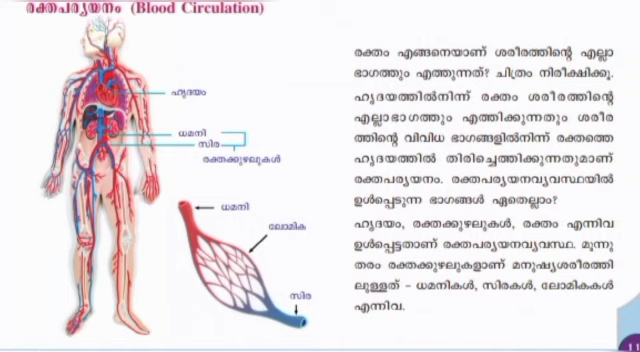 രക്തപര്യയനം (Blood Circulation)
ഹൃദയം
ധമനി
സിര
രക്തക്കുഴലുകൾ
ധമനി
ലോമിക
സിര
രക്തം എങ്ങനെയാണ് ശരീരത്തിന്റെ എല്ലാ
ഭാഗത്തും എത്തുന്നത്? ചിത്രം നിരീക്ഷിക്കൂ.
ഹൃദയത്തിൽനിന്ന് രക്തം ശരീരത്തിന്റെ
എല്ലാഭാഗത്തും എത്തിക്കുന്നതും ശരീര
ത്തിന്റെ വിവിധ ഭാഗങ്ങളിൽനിന്ന് രക്തത്തെ
ഹൃദയത്തിൽ തിരിച്ചെത്തിക്കുന്നതുമാണ്
രക്തപര്യയനം. രക്തപര്യയനവ്യവസ്ഥയിൽ
ഉൾപ്പെടുന്ന ഭാഗങ്ങൾ ഏതെല്ലാം?
ഹൃദയം, രക്തക്കുഴലുകൾ, രക്തം എന്നിവ
ഉൾപ്പെട്ടതാണ് രക്തപര്യയനവ്യവസ്ഥ. മൂന്നു
തരം രക്തക്കുഴലുകളാണ് മനുഷ്യശരീരത്തി
ലുള്ളത് - ധമനികൾ, സിരകൾ, ലോമികകൾ
എന്നിവ.
11